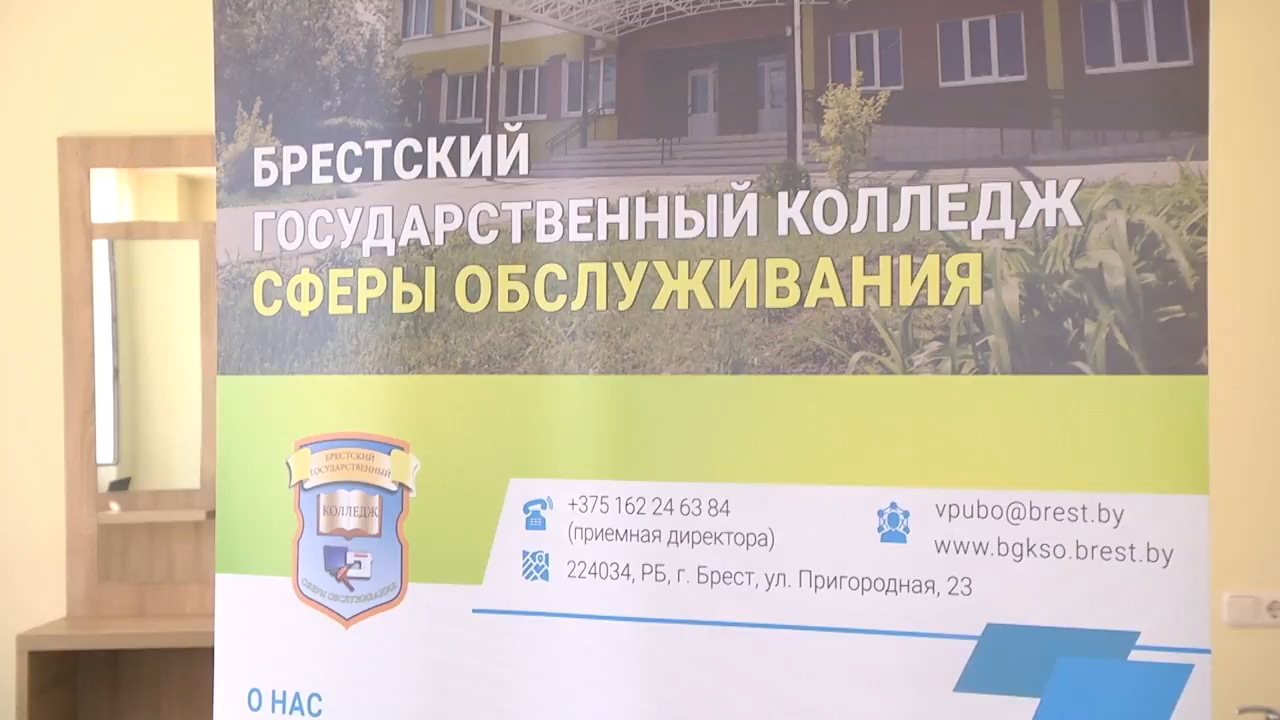 БРЕСТСКИЙ
ГОСУДАРСТВЕННЫЙ КОЛЛЕДЖ
СФЕРЫ ОБСЛУЖИВАНИЯ
БРЕСТСКИЙ
ГОСУДАРСТВЕННЫЙ
КОЛЛЕДЖ
СФЕРЫ ОБСЛУЖИВАНИЯ
+375 162 24 63 84
(приемная директора)
224034, РБ, г. Брест, ул. Пригородная, 23
vpubo@brest.by
www.bgkso.brest.by
О НАС